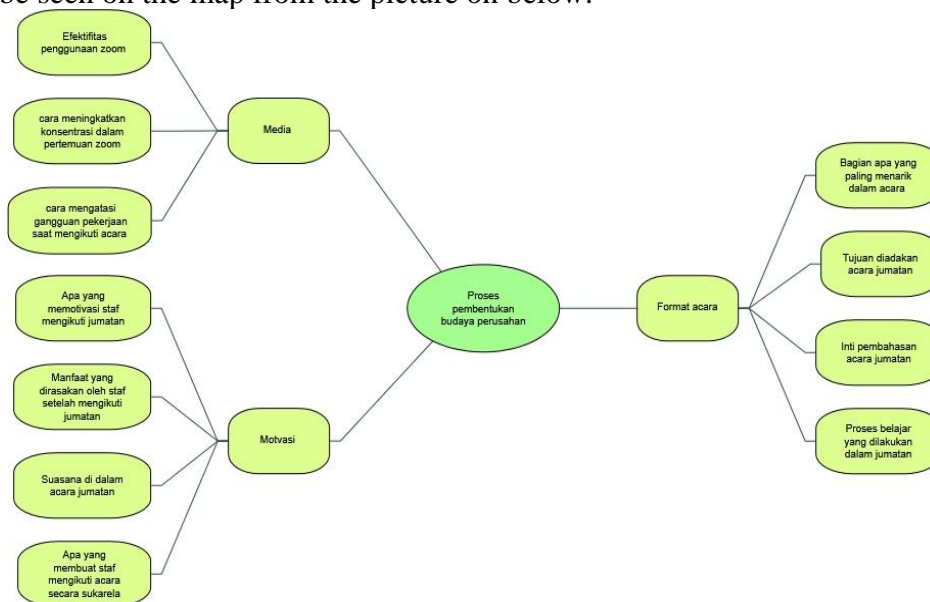 be seen on the map from the picture on below:
Efektifitas
penggunaan zoom
cara meningkatkan
konsentrasi dalam
pertemuan zoom
cara mengatasi
gangguan pekerjaan
saat mengikuti acara
Media
Apa yang
memotivasi staf
mengikuti jumatan
Manfaat yang
dirasakan oleh staf
setelah mengikuti
jumatan
Suasana di dalam
acara jumatan
Apa yang
membuat staf
mengikuti acara
secara sukarela
Motvasi
Proses
pembentukan
budaya perusahan
Format acara
Bagian apa yang
paling menarik
dalam acara
Tujuan diadakan
acara jumatan
Inti pembahasan
acara jumatan
Proses belajar
yang dilakukan
dalam jumatan